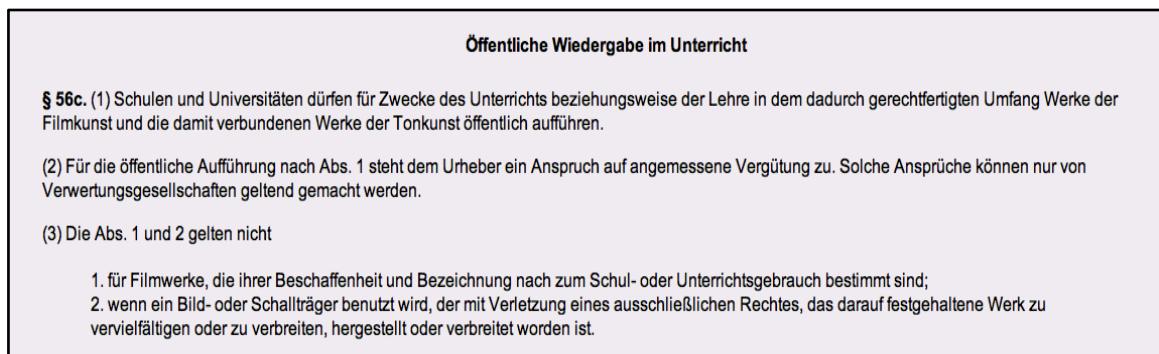 Öffentliche Wiedergabe im Unterricht
§ 56c. (1) Schulen und Universitäten dürfen für Zwecke des Unterrichts beziehungsweise der Lehre in dem dadurch gerechtfertigten Umfang Werke der
Filmkunst und die damit verbundenen Werke der Tonkunst öffentlich aufführen.
(2) Für die öffentliche Aufführung nach Abs. 1 steht dem Urheber ein Anspruch auf angemessene Vergütung zu. Solche Ansprüche können nur von
Verwertungsgesellschaften geltend gemacht werden.
(3) Die Abs. 1 und 2 gelten nicht
1. für Filmwerke, die ihrer Beschaffenheit und Bezeichnung nach zum Schul- oder Unterrichtsgebrauch bestimmt sind;
2. wenn ein Bild- oder Schallträger benutzt wird, der mit Verletzung eines ausschließlichen Rechtes, das darauf festgehaltene Werk zu
vervielfältigen oder zu verbreiten, hergestellt oder verbreitet worden ist.